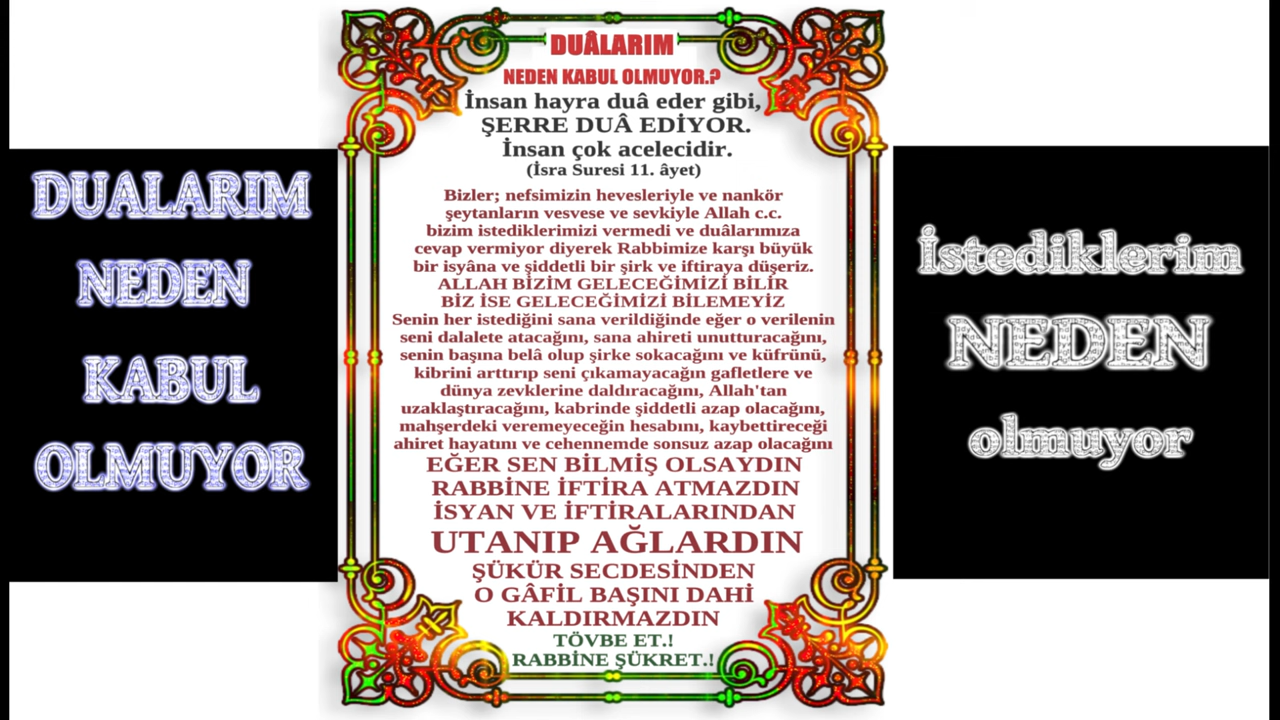 DUALARIM
NEDEN
KABUL
OLMUYOR
DUÂLARIM
NEDEN KABUL OLMUYOR.?
İnsan hayra duâ eder gibi,
ŞERRE DUÂ EDİYOR.
İnsan çok acelecidir.
(İsra Suresi 11. âyet)
Bizler; nefsimizin hevesleriyle ve nankör
şeytanların vesvese ve sevkiyle Allah c.c.
bizim istediklerimizi vermedi ve duâlarımıza
cevap vermiyor diyerek Rabbimize karşı büyük
bir isyâna ve şiddetli bir şirk ve iftiraya düşeriz.
ALLAH BİZİM GELECEĞİMİZİ BİLİR
BİZ İSE GELECEĞİMİZİ BİLEMEYİZ
Senin her istediğini sana verildiğinde eğer o verilenin
seni dalalete atacağını, sana ahireti unutturacağını,
senin başına belâ olup şirke sokacağını ve küfrünü,
kibrini arttırıp seni çıkamayacağın gafletlere ve
dünya zevklerine daldıracağını, Allah'tan
uzaklaştıracağını, kabrinde şiddetli azap olacağını,
mahşerdeki veremeyeceğin hesabını, kaybettireceği
ahiret hayatını ve cehennemde sonsuz azap olacağını
EĞER SEN BİLMİŞ OLSAYDIN
RABBİNE İFTİRA ATMAZDIN
İSYAN VE İFTİRALARINDAN
UTANIP AĞLARDIN
ŞÜKÜR SECDESİNDEN
O GÂFİL BAŞINI DAHİ
KALDIRMAZDIN
TÖVBE ET.!
RABBİNE ŞÜKRET.!
İstediklerim
NEDEN
olmuyor